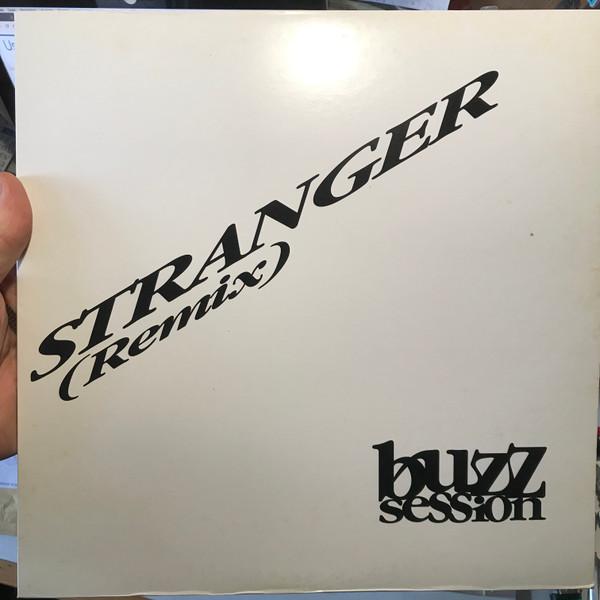 STRANGER
(Remix)
buzz
session